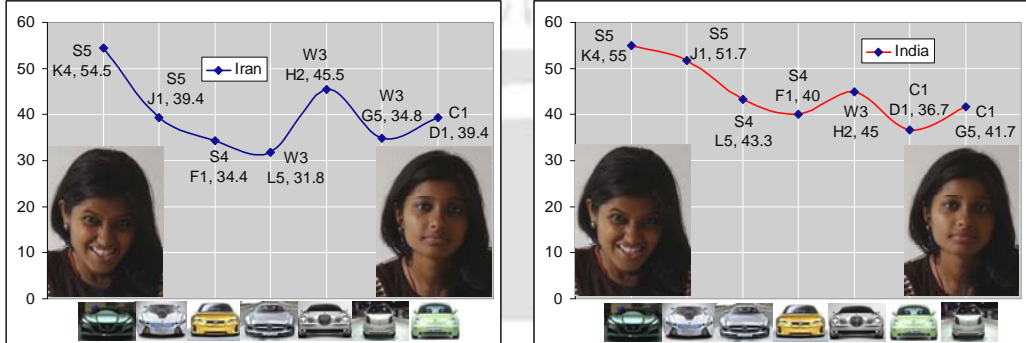 60
50
40
30
20
10
0
S5
K4, 54.5
S5
J1, 39.4
S4
F1, 34.4
W3
L5, 31.8
W3
H2, 45.5
W3
G5, 34.8
C1
D1, 39.4
Iran
60
50
40
30
20
10
0
S5
K4, 55
S5
J1, 51.7
S4
L5, 43.3
S4
F1, 40
W3
H2, 45
C1
D1, 36.7
C1
G5, 41.7
India